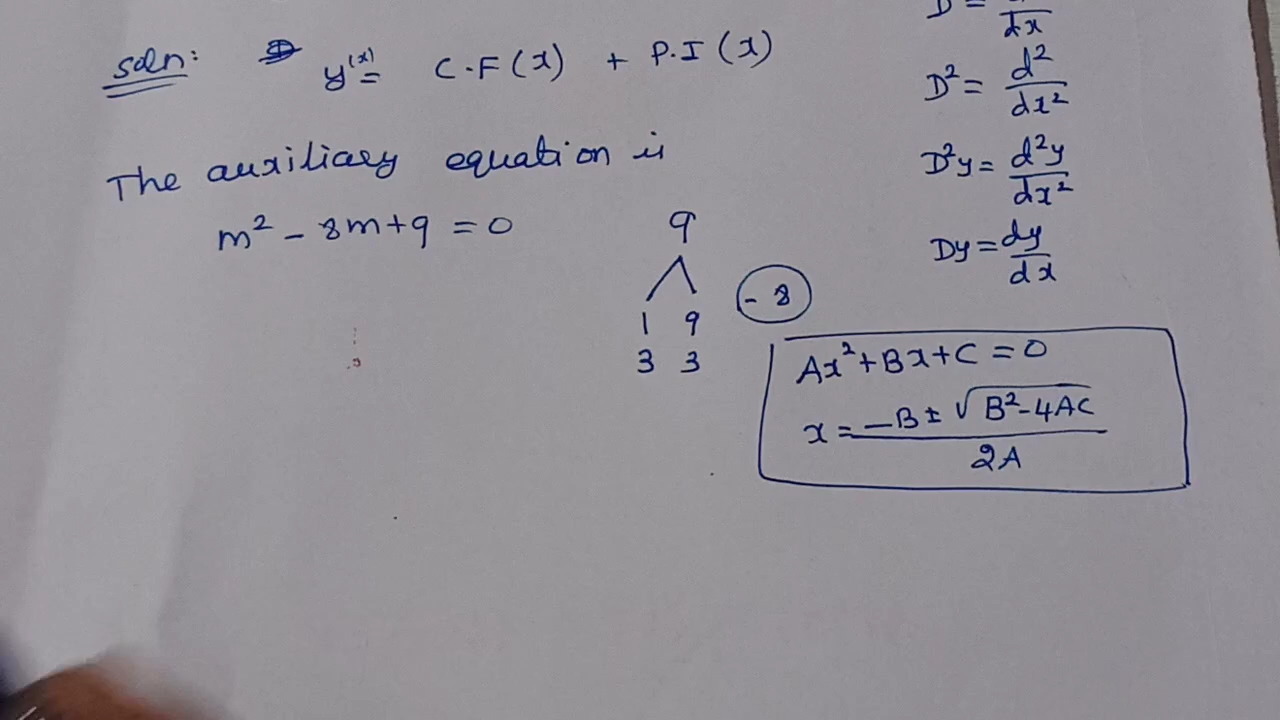 soln: y(x) = C.F(x) + P.I(x)
The auxiliary equation is
m² - 8m+9 = 0
9
1 9
3 3
- 8
dx
D² = d²/dx²
D²y = d²y/dx²
Dy = dy/dx
Ax²+Bx+C = 0
x = -B ± √B²-4AC / 2A